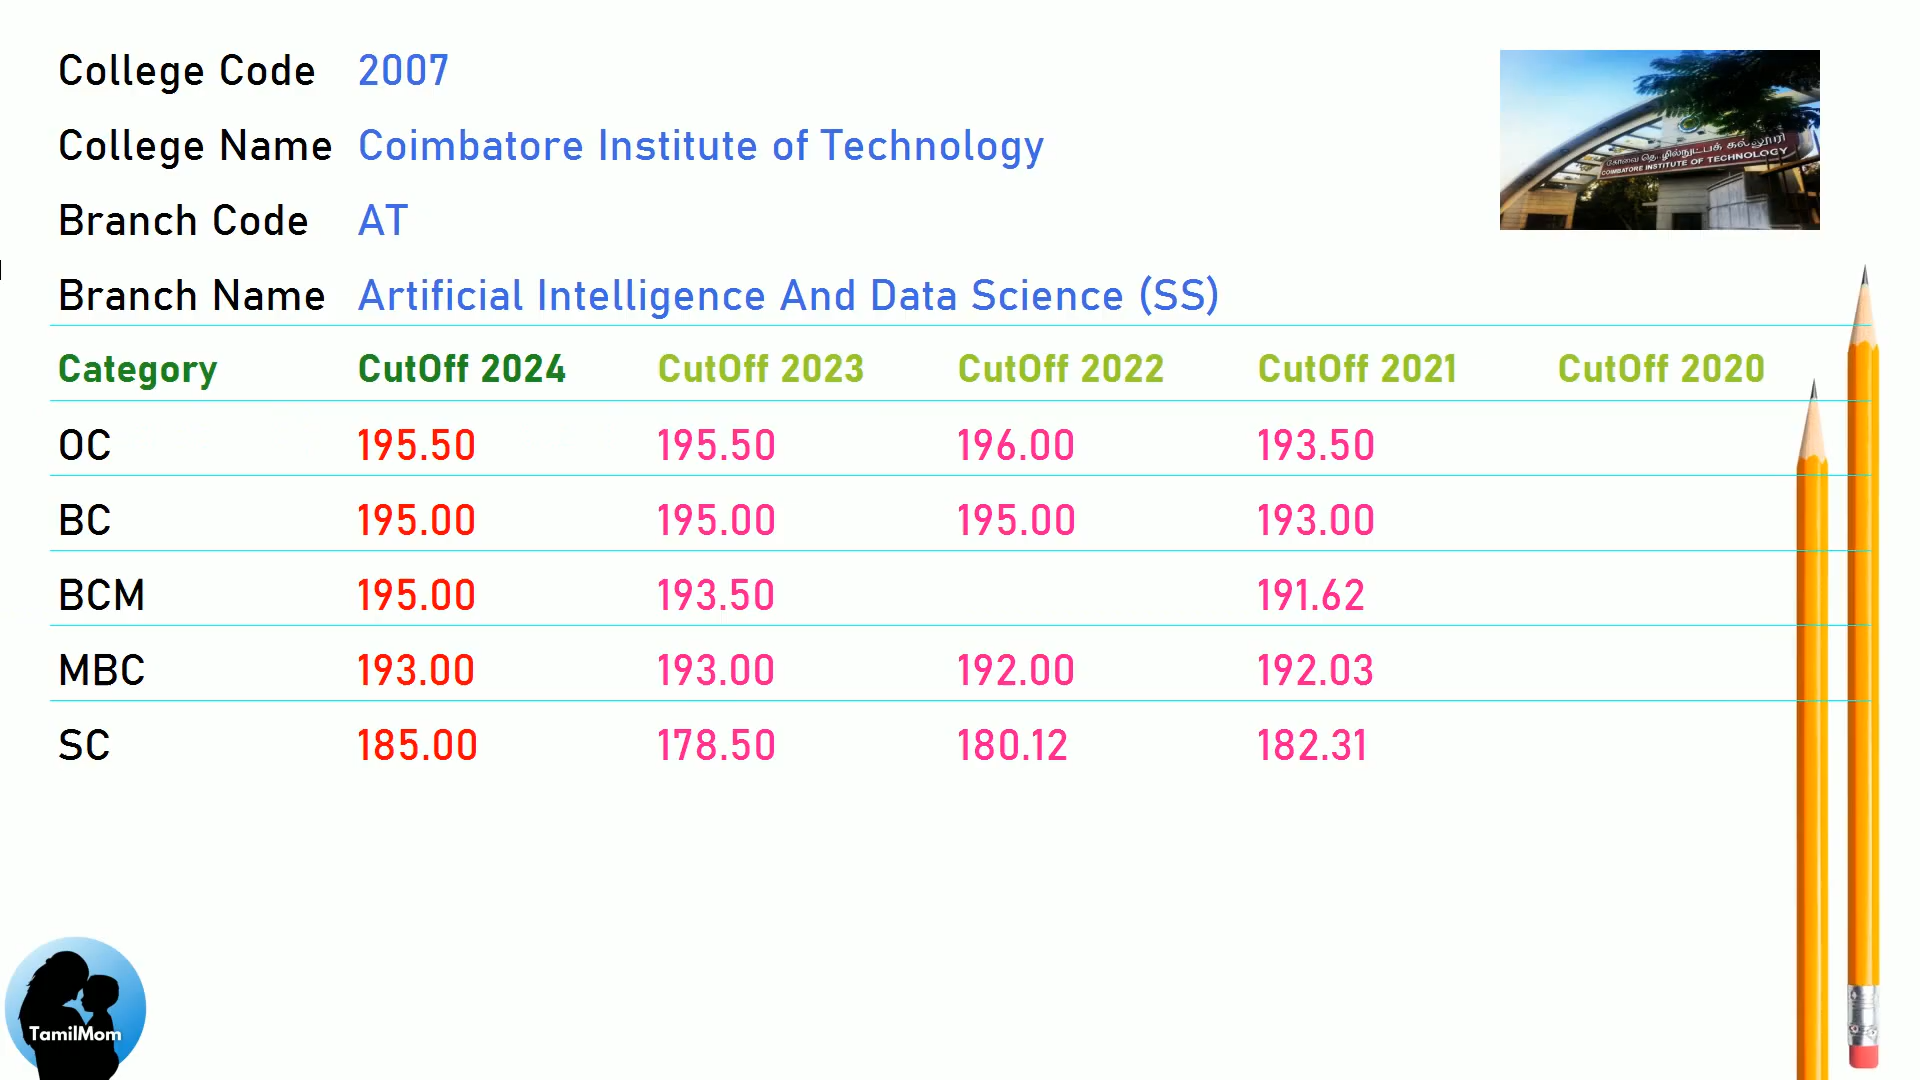 College Code 2007
College Name Coimbatore Institute of Technology
Branch Code AT
Branch Name Artificial Intelligence And Data Science (SS)
Category CutOff 2024 CutOff 2023 CutOff 2022 CutOff 2021 CutOff 2020
OC 195.50 195.50 196.00 193.50
BC 195.00 195.00 195.00 193.00
BCM 195.00 193.50 191.62
MBC 193.00 193.00 192.00 192.03
SC 185.00 178.50 180.12 182.31
கோவை தொழில்நுட்பக் கல்லூரி
COIMBATORE INSTITUTE OF TECHNOLOGY
TamilMom